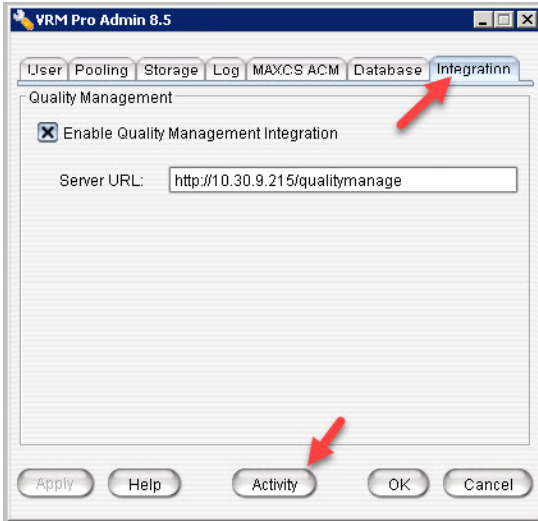 VRM Pro Admin 8.5
User Pooling Storage Log MAXCS ACM Database Integration
Quality Management
Enable Quality Management Integration
Server URL: http://10.30.9.215/qualitymanage
Apply Help Activity OK Cancel